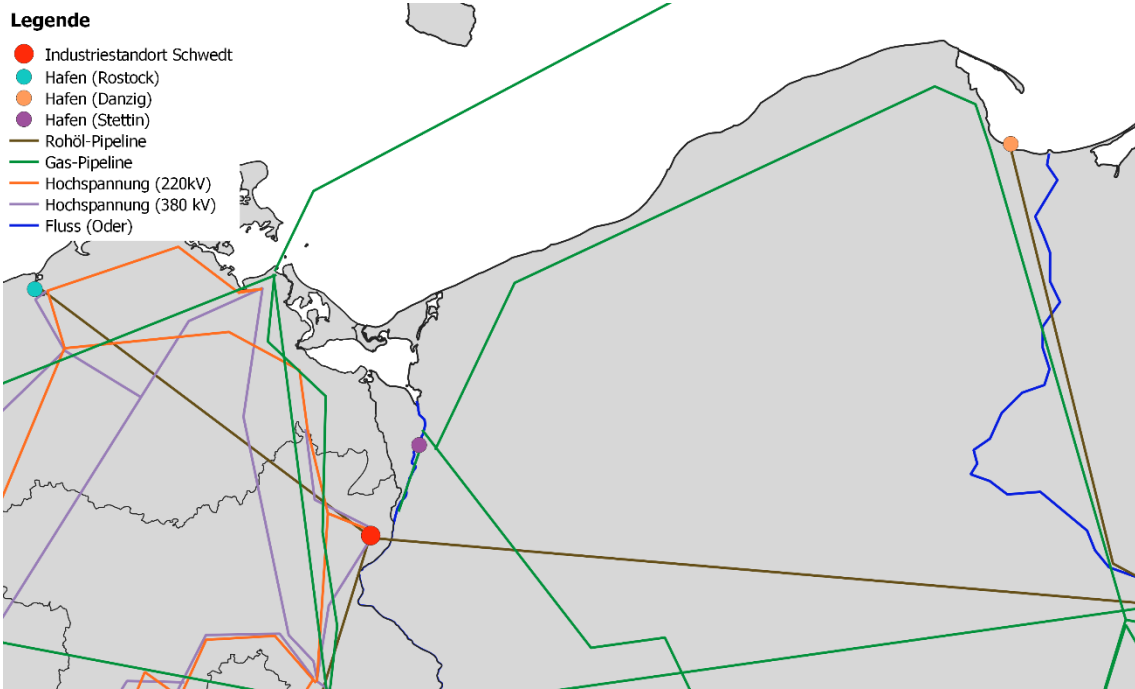 Legende
Industriestandort Schwedt
Hafen (Rostock)
Hafen (Danzig)
Hafen (Stettin)
Rohöl-Pipeline
Gas-Pipeline
Hochspannung (220kV)
Hochspannung (380 kV)
Fluss (Oder)